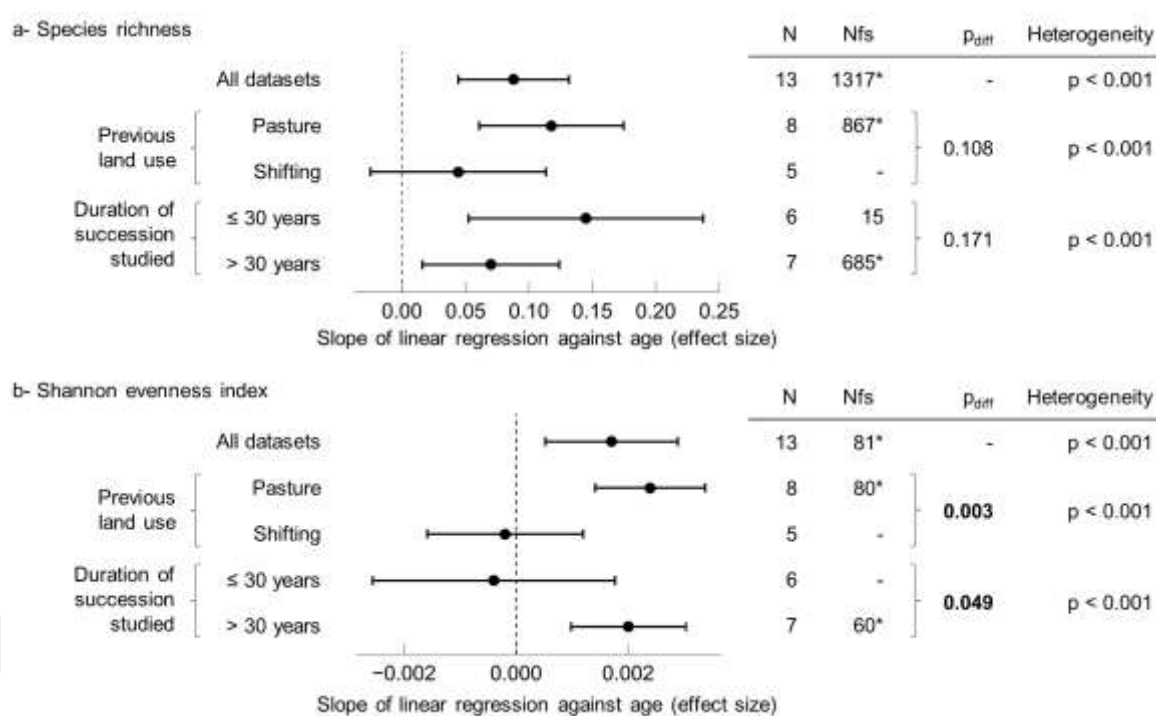 a- Species richness
N Nfs pdiff Heterogeneity
All datasets 13 1317* - p < 0.001
Previous land use
Pasture 8 867*
0.108 p < 0.001
Shifting 5 -
Duration of succession studied
≤ 30 years 6 15
0.171 p < 0.001
> 30 years 7 685*
0.00 0.05 0.10 0.15 0.20 0.25
Slope of linear regression against age (effect size)
b- Shannon evenness index
N Nfs pdiff Heterogeneity
All datasets 13 81* - p < 0.001
Previous land use
Pasture 8 80*
0.003 p < 0.001
Shifting 5 -
Duration of succession studied
≤ 30 years 6 -
0.049 p < 0.001
> 30 years 7 60*
−0.002 0.000 0.002
Slope of linear regression against age (effect size)